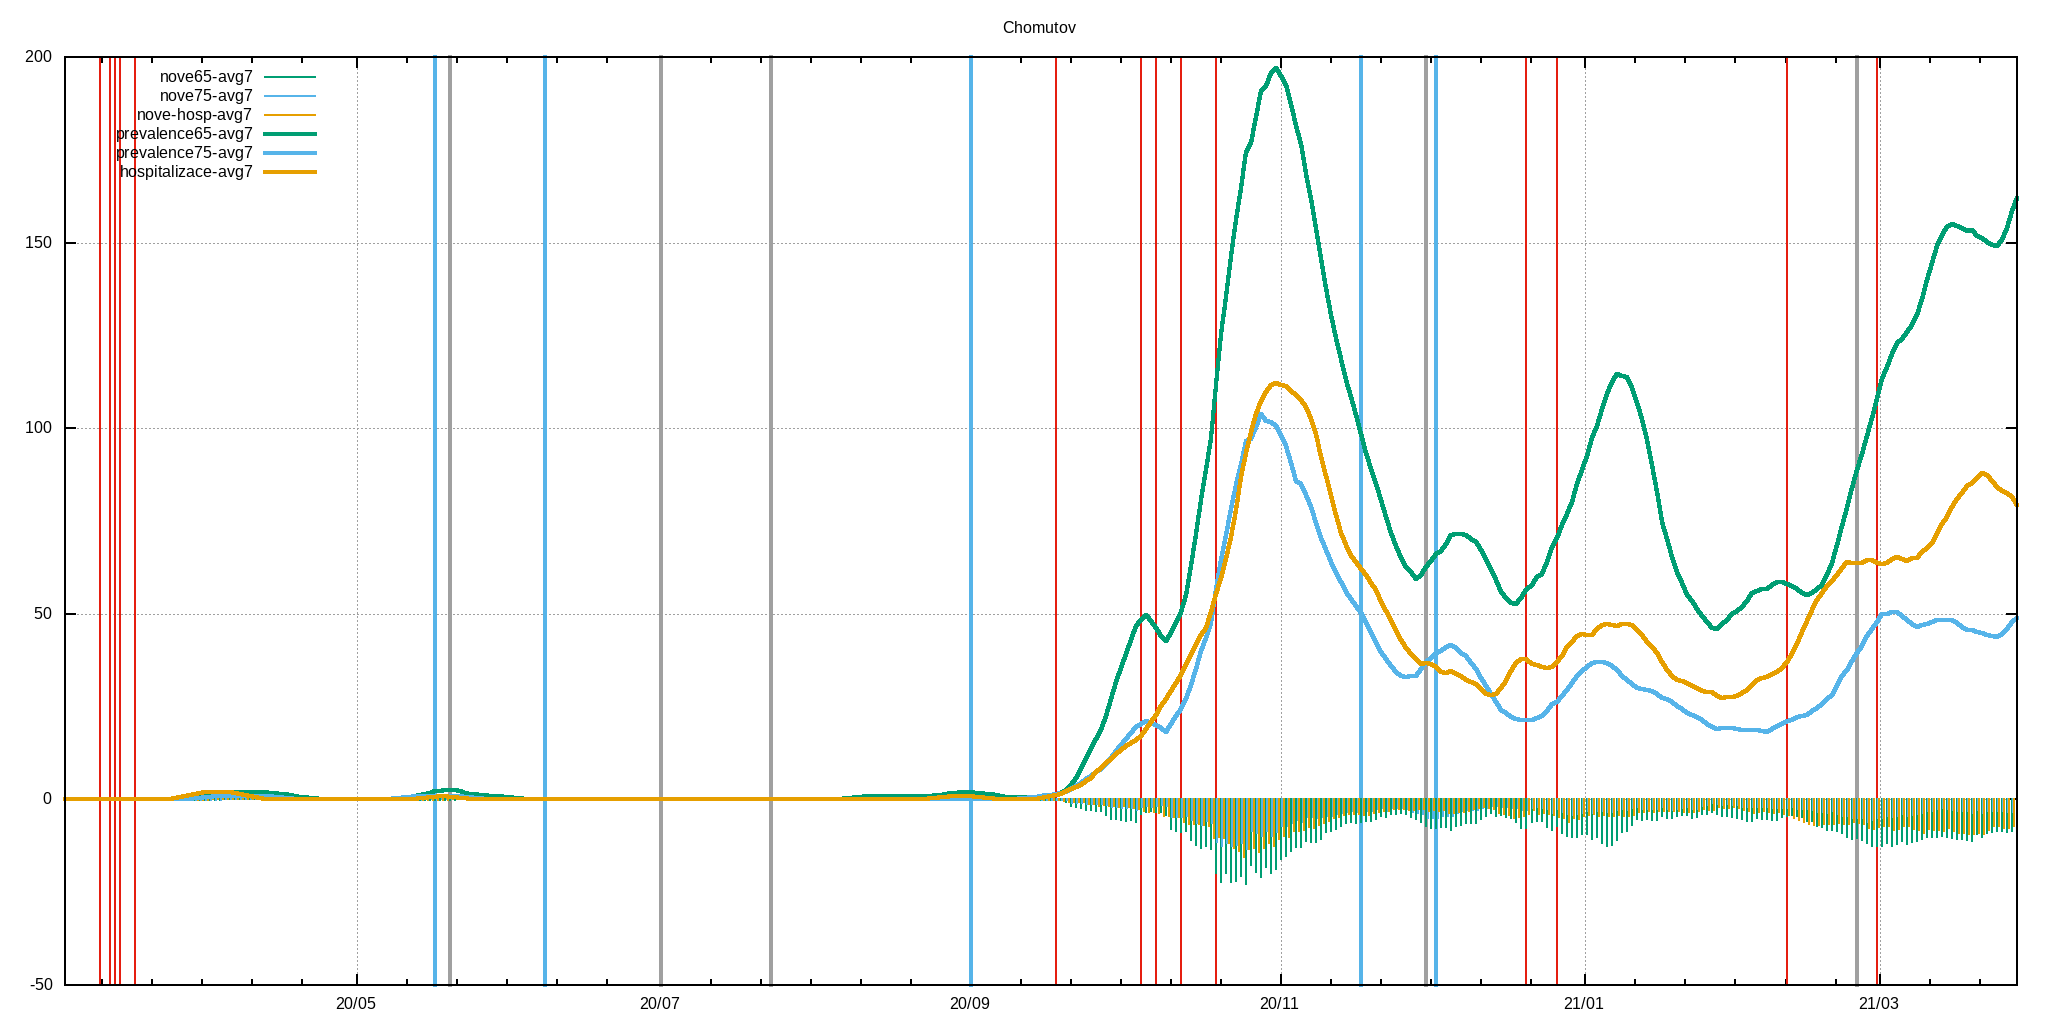 Chomutov
200
150
100
50
0
-50
nove65-avg7
nove75-avg7
nove-hosp-avg7
prevalence65-avg7
prevalence75-avg7
hospitalizace-avg7
20/05
20/07
20/09
20/11
21/01
21/03